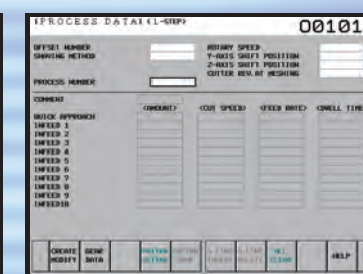 (PROCESS DATA) (1-STEP) 00101
OFFSET NUMBER
SHAVING METHOD
PROCESS NUMBER
ROTARY SPEED
Y-AXIS SHIFT POSITION
Z-AXIS SHIFT POSITION
CUTTER REV. AT MESHING
COMMENT
(AMOUNT) (CUT SPEED) (FEED RATE) (DWELL TIME
QUICK APPROACH
INFEED 1
INFEED 2
INFEED 3
INFEED 4
INFEED 5
INFEED 6
INFEED 7
INFEED 8
INFEED 9
INFEED10
CREATE MODIFY
GEAR DATA
ALL CLEAR
HELP